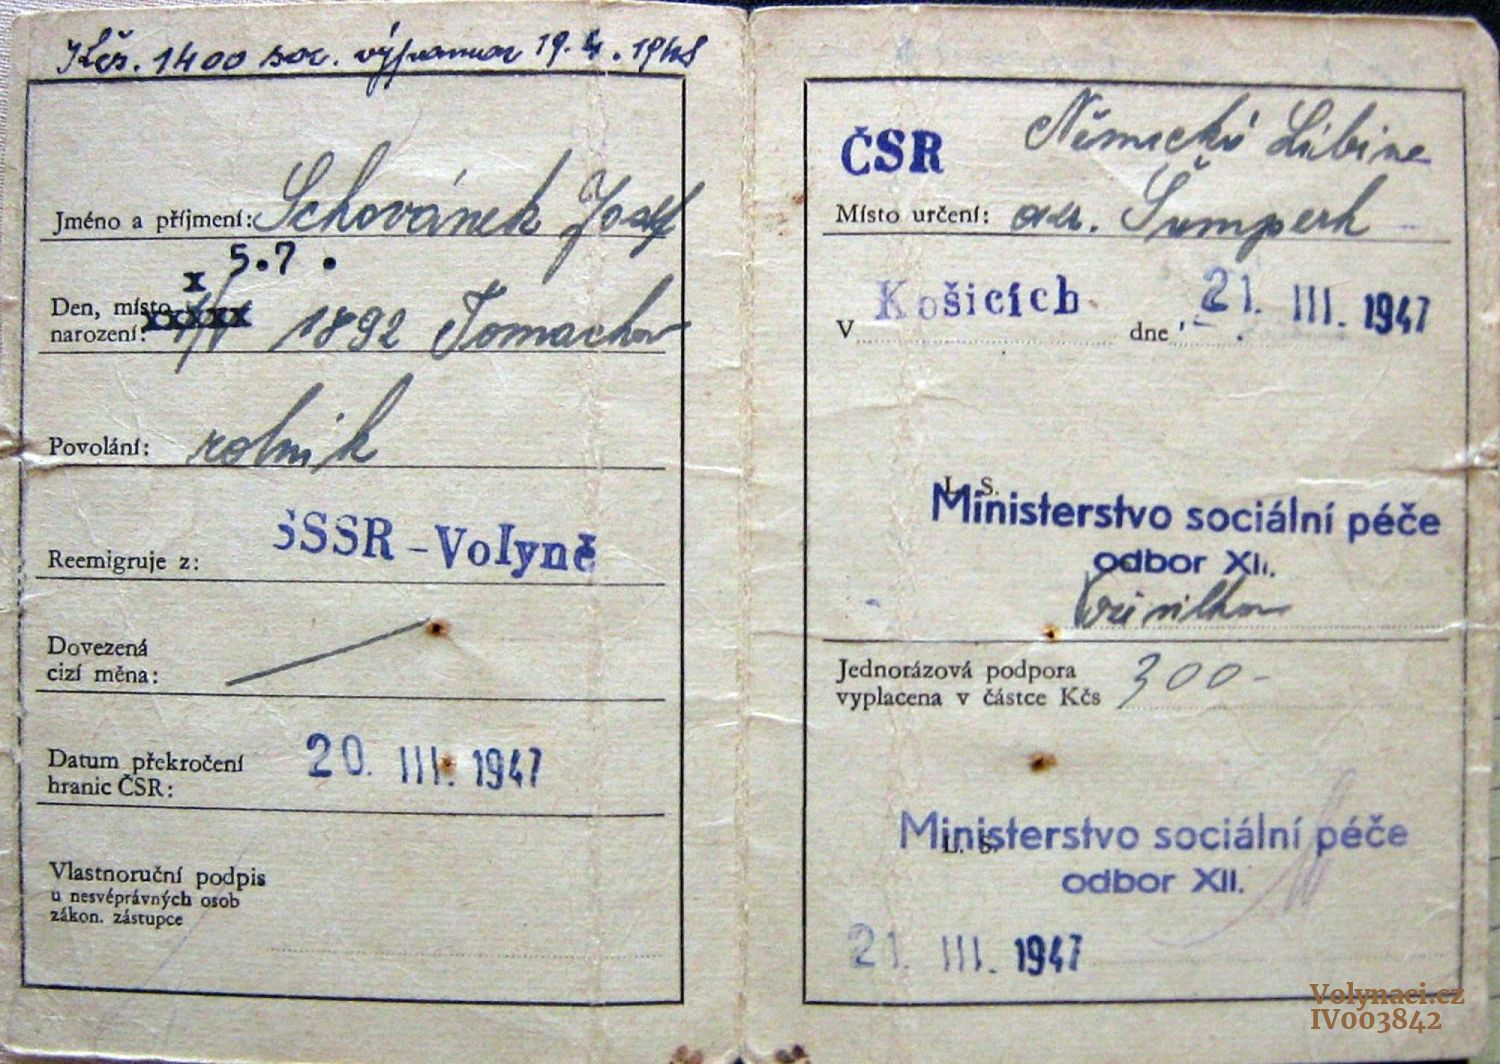 Kčs. 1400 soc. výpomoc 19. 4. 1948
Jméno a příjmení: Schovánek Josef
5.7.
Den, místo
narození: 1892 Tomachov
Povolání: rolník
Reemigruje z: SSSR – Volyně
Dovezená
cizí měna:
Datum překročení
hranic ČSR: 20. III. 1947
Vlastnoruční podpis
u nesvéprávných osob
zákon. zástupce
ČSR Německá Libina
Místo určení: okr. Šumperk
V Košicích dne 21. III. 1947
L. S.
Ministerstvo sociální péče
odbor XII.
Jednorázová podpora
vyplacena v částce Kčs 300-
L. S.
Ministerstvo sociální péče
odbor XII.
21. III. 1947
Volynaci.cz
IV003842